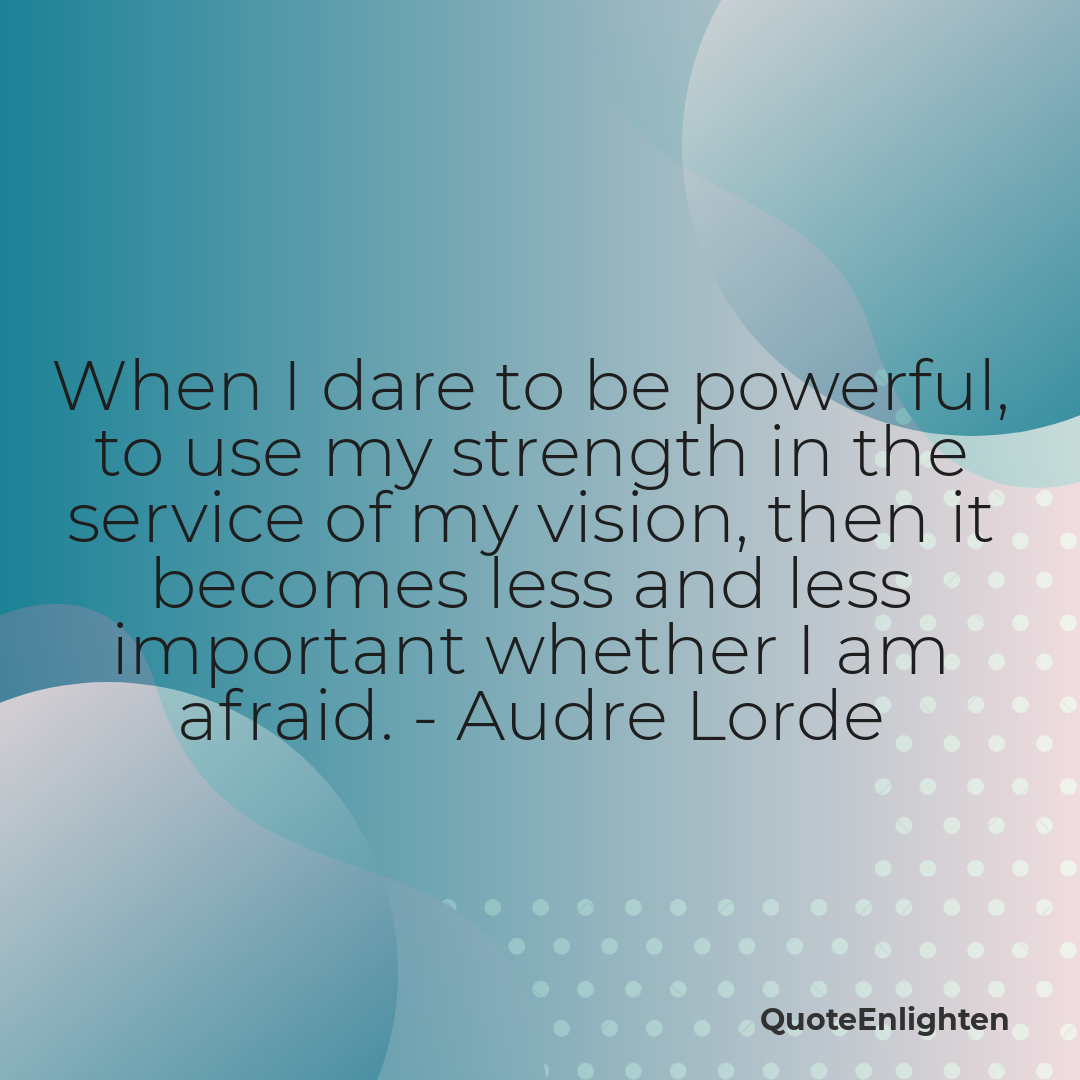 When I dare to be powerful,
to use my strength in the
service of my vision, then it
becomes less and less
important whether I am
afraid. - Audre Lorde
QuoteEnlighten